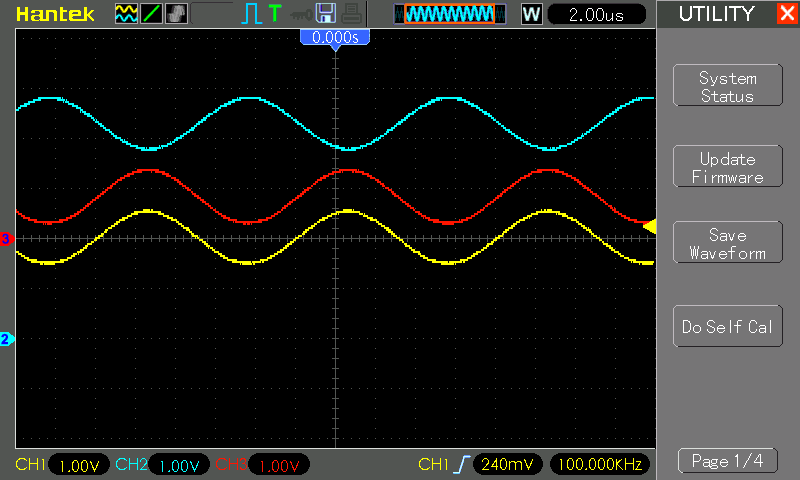 Hantek
T
W
2.00us
UTILITY
0.000s
System
Status
Update
Firmware
Save
Waveform
Do Self Cal
3
2
CH1 1.00V CH2 1.00V CH3 1.00V CH1 240mV 100.000KHz
Page 1/4